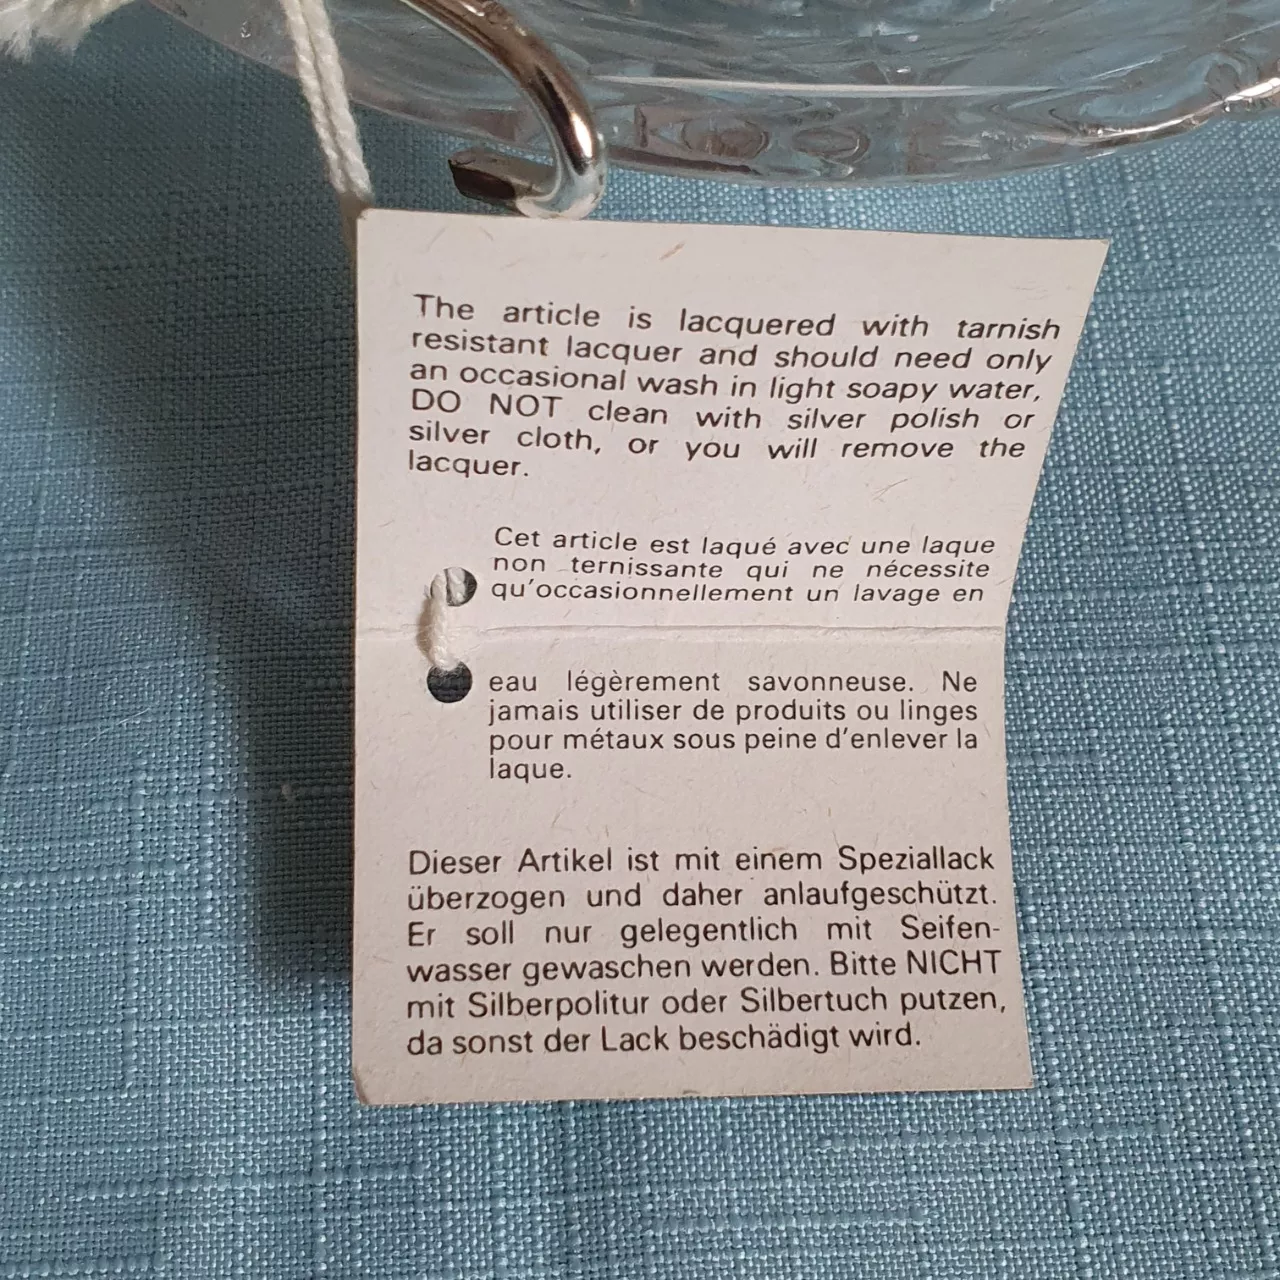 The article is lacquered with tarnish
resistant lacquer and should need only
an occasional wash in light soapy water,
DO NOT clean with silver polish or
silver cloth, or you will remove the
lacquer.
Cet article est laqué avec une laque
non ternissante qui ne nécessite
qu'occasionnellement un lavage en
eau légèrement savonneuse. Ne
jamais utiliser de produits ou linges
pour métaux sous peine d'enlever la
laque.
Dieser Artikel ist mit einem Speziallack
überzogen und daher anlaufgeschützt.
Er soll nur gelegentlich mit Seifen-
wasser gewaschen werden. Bitte NICHT
mit Silberpolitur oder Silbertuch putzen,
da sonst der Lack beschädigt wird.